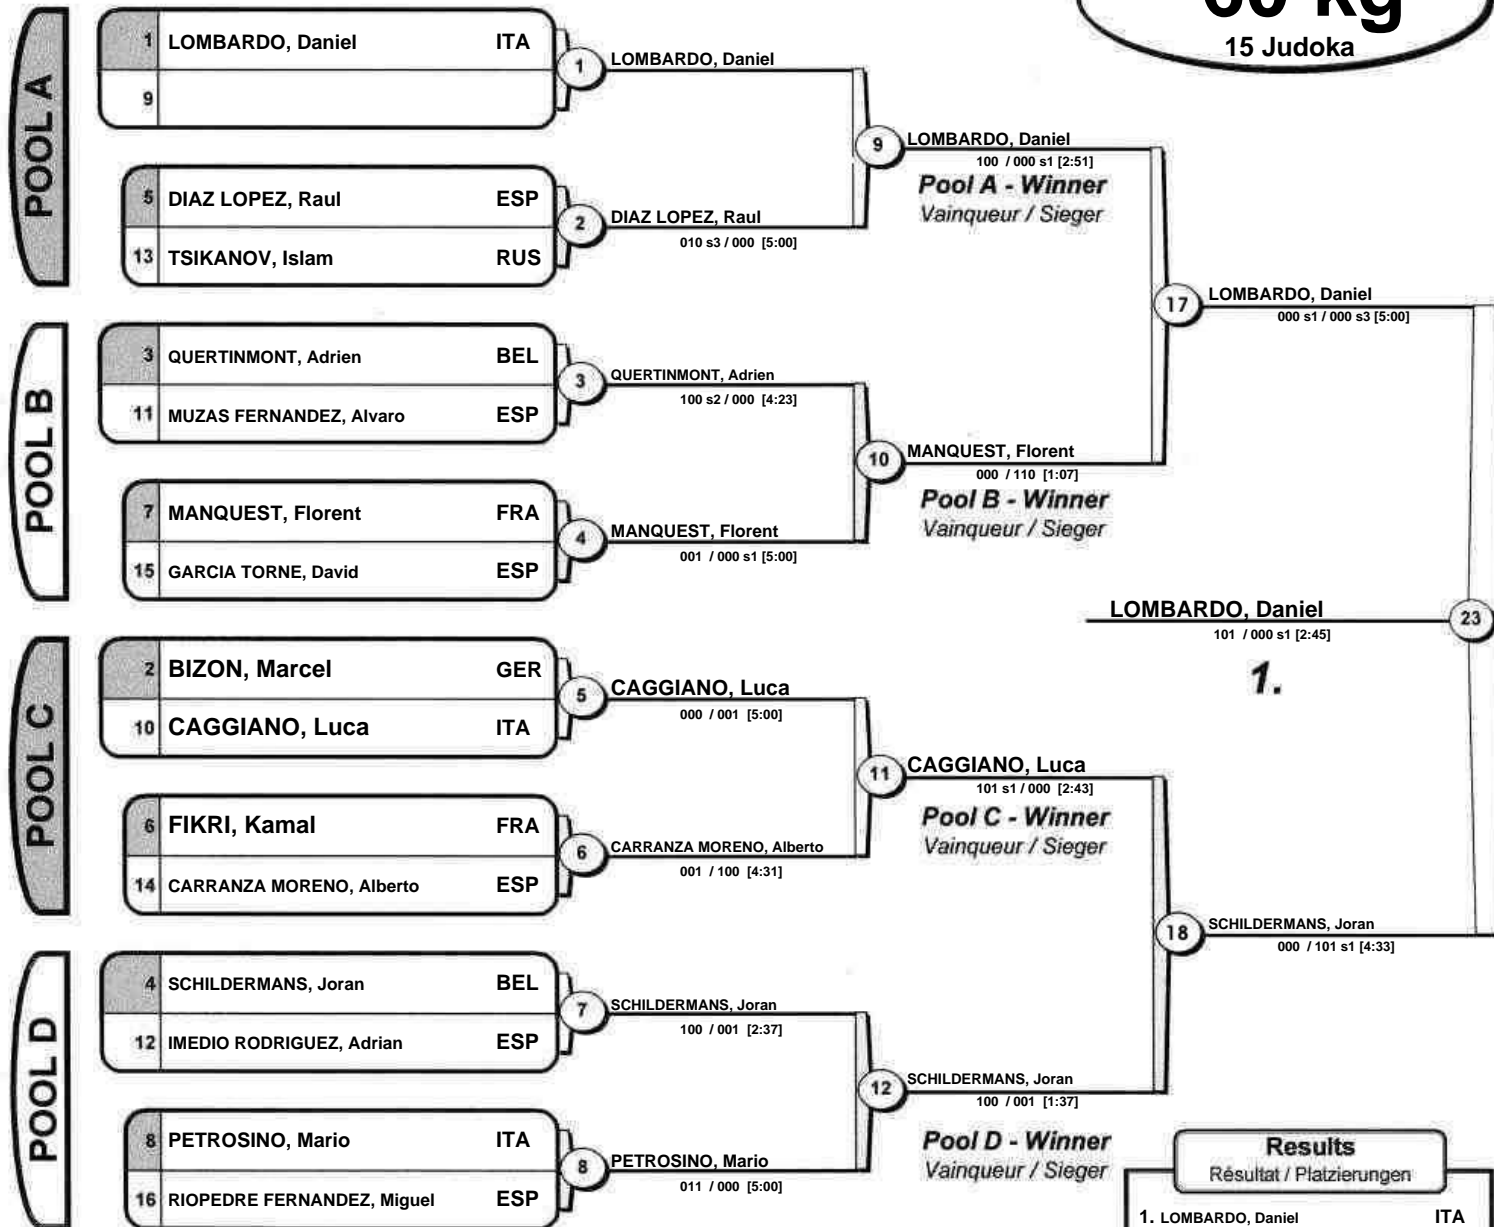 60 kg
15 Judoka
POOL A
1 LOMBARDO, Daniel ITA
9
1
LOMBARDO, Daniel
5 DIAZ LOPEZ, Raul ESP
13 TSIKANOV, Islam RUS
2
DIAZ LOPEZ, Raul
010 s3 / 000 [5:00]
9
LOMBARDO, Daniel
100 / 000 s1 [2:51]
Pool A - Winner
Vainqueur / Sieger
POOL B
3 QUERTINMONT, Adrien BEL
11 MUZAS FERNANDEZ, Alvaro ESP
3
QUERTINMONT, Adrien
100 s2 / 000 [4:23]
7 MANQUEST, Florent FRA
15 GARCIA TORNE, David ESP
4
MANQUEST, Florent
001 / 000 s1 [5:00]
10
MANQUEST, Florent
000 / 110 [1:07]
Pool B - Winner
Vainqueur / Sieger
17
LOMBARDO, Daniel
000 s1 / 000 s3 [5:00]
LOMBARDO, Daniel
101 / 000 s1 [2:45]
1.
23
POOL C
2 BIZON, Marcel GER
10 CAGGIANO, Luca ITA
5
CAGGIANO, Luca
000 / 001 [5:00]
6 FIKRI, Kamal FRA
14 CARRANZA MORENO, Alberto ESP
6
CARRANZA MORENO, Alberto
001 / 100 [4:31]
11
CAGGIANO, Luca
101 s1 / 000 [2:43]
Pool C - Winner
Vainqueur / Sieger
18
SCHILDERMANS, Joran
000 / 101 s1 [4:33]
POOL D
4 SCHILDERMANS, Joran BEL
12 IMEDIO RODRIGUEZ, Adrian ESP
7
SCHILDERMANS, Joran
100 / 001 [2:37]
8 PETROSINO, Mario ITA
16 RIOPEDRE FERNANDEZ, Miguel ESP
8
PETROSINO, Mario
011 / 000 [5:00]
12
SCHILDERMANS, Joran
100 / 001 [1:37]
Pool D - Winner
Vainqueur / Sieger
Results
Résultat / Platzierungen
1. LOMBARDO, Daniel ITA